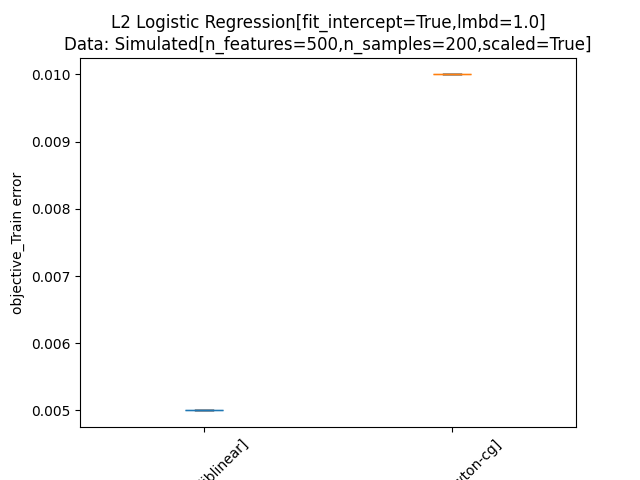 L2 Logistic Regression[fit_intercept=True,lmbd=1.0]
Data: Simulated[n_features=500,n_samples=200,scaled=True]
0.010
0.009
0.008
0.007
0.006
0.005
objective_Train error
iblinear]
ton-cg]